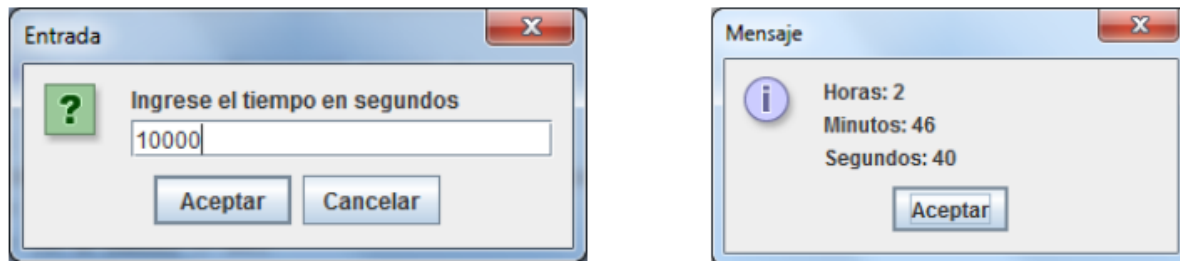 Entrada
?
Ingrese el tiempo en segundos
10000
Aceptar
Cancelar
Mensaje
i
Horas: 2
Minutos: 46
Segundos: 40
Aceptar